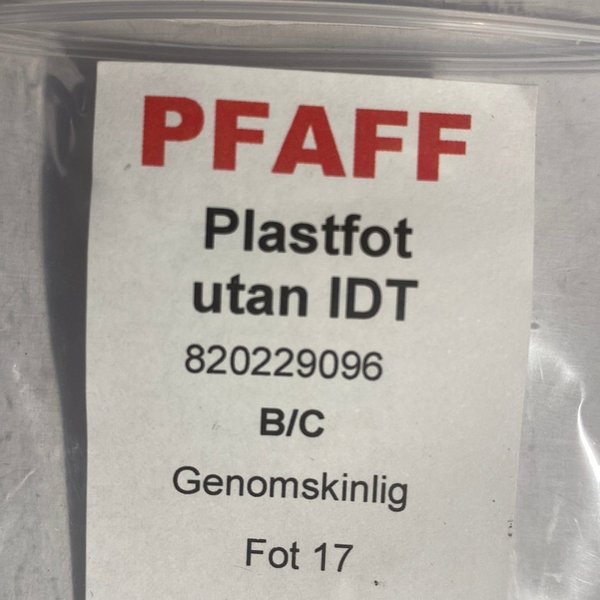 PFAFF
Plastfot
utan IDT
820229096
B/C
Genomskinlig
Fot 17